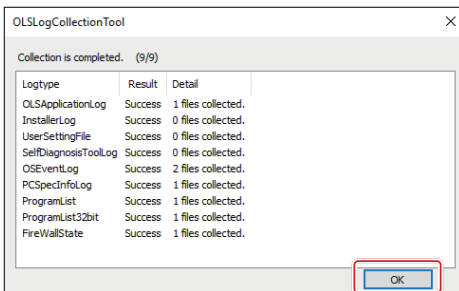 OLSLogCollectionTool
Collection is completed. (9/9)
Logtype Result Detail
OLSApplicationLog Success 1 files collected.
InstallerLog Success 0 files collected.
UserSettingFile Success 0 files collected.
SelfDiagnosisToolLog Success 0 files collected.
OSEventLog Success 2 files collected.
PCSpecInfoLog Success 1 files collected.
ProgramList Success 1 files collected.
ProgramList32bit Success 1 files collected.
FireWallState Success 1 files collected.
OK